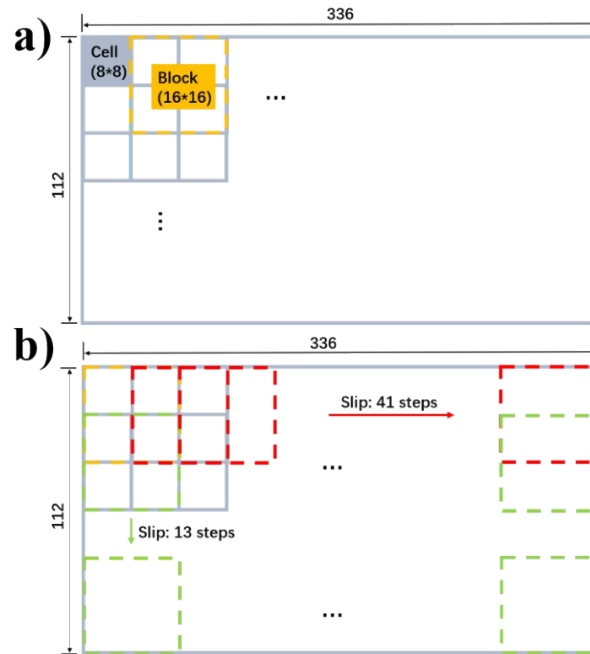 a)
336
Cell
(8*8)
Block
(16*16)
...
112
...
b)
336
Slip: 41 steps
...
112
Slip: 13 steps
...